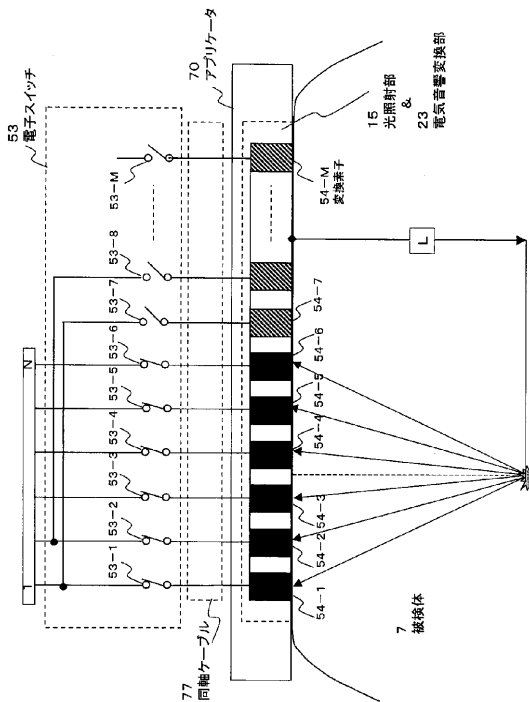 53
電子スイッチ
1
N
53-1
53-2
53-3
53-4
53-5
53-6
53-7
53-8
53-M
77
同軸ケーブル
70
アプリケータ
54-1
54-2
54-3
54-4
54-5
54-6
54-7
54-M
変換素子
15
光照射部
&
23
電気音響変換部
7
被検体
L